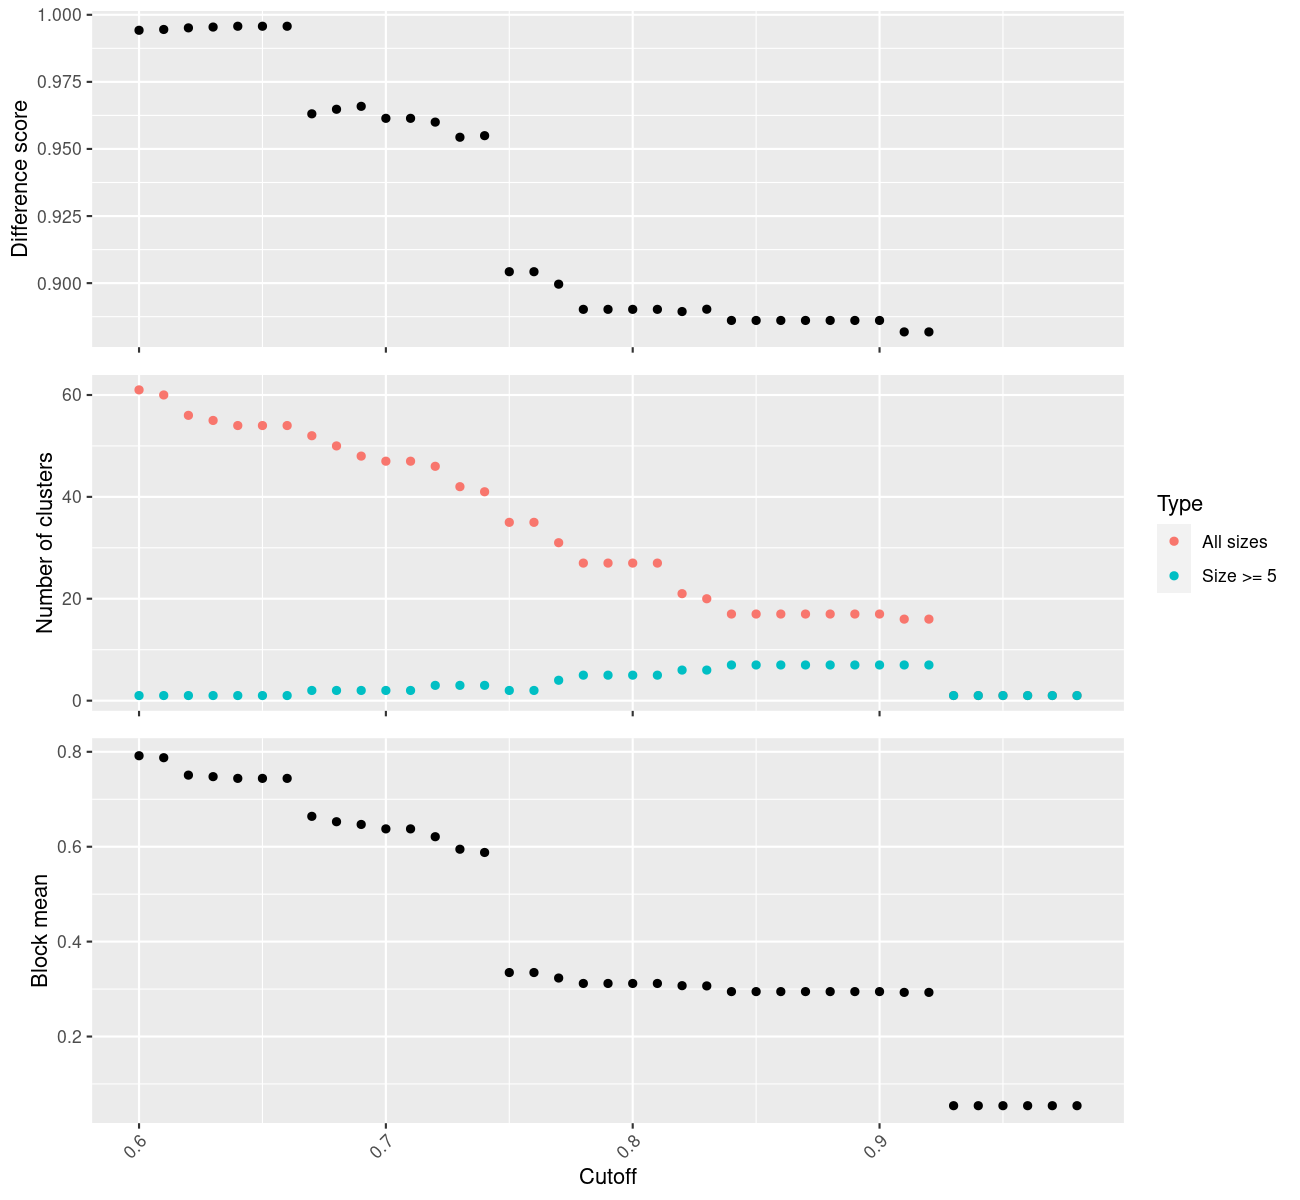 Difference score
1.000
0.975
0.950
0.925
0.900
Number of clusters
60
40
20
0
Type
All sizes
Size >= 5
Block mean
0.8
0.6
0.4
0.2
0.6 0.7 0.8 0.9
Cutoff